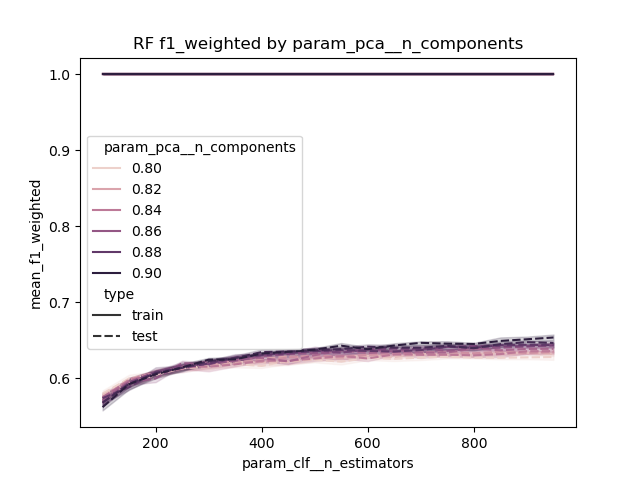 RF f1_weighted by param_pca__n_components
1.0
0.9
0.8
0.7
0.6
mean_f1_weighted
param_pca__n_components
0.80
0.82
0.84
0.86
0.88
0.90
type
train
test
200
400
600
800
param_clf__n_estimators